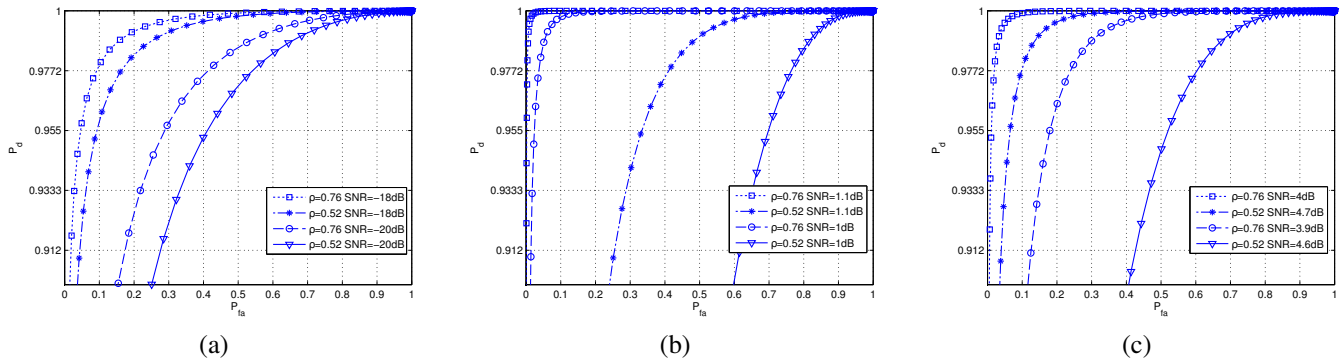 1
0.9772
0.955
0.9333
0.912
P_d
0 0.1 0.2 0.3 0.4 0.5 0.6 0.7 0.8 0.9 1
P_fa
ρ=0.76 SNR=−18dB
ρ=0.52 SNR=−18dB
ρ=0.76 SNR=−20dB
ρ=0.52 SNR=−20dB
(a)
1
0.9772
0.955
0.9333
0.912
P_d
0 0.1 0.2 0.3 0.4 0.5 0.6 0.7 0.8 0.9 1
P_fa
ρ=0.76 SNR=1.1dB
ρ=0.52 SNR=1.1dB
ρ=0.76 SNR=1dB
ρ=0.52 SNR=1dB
(b)
1
0.9772
0.955
0.9333
0.912
P_d
0 0.1 0.2 0.3 0.4 0.5 0.6 0.7 0.8 0.9 1
P_fa
ρ=0.76 SNR=4dB
ρ=0.52 SNR=4.7dB
ρ=0.76 SNR=3.9dB
ρ=0.52 SNR=4.6dB
(c)